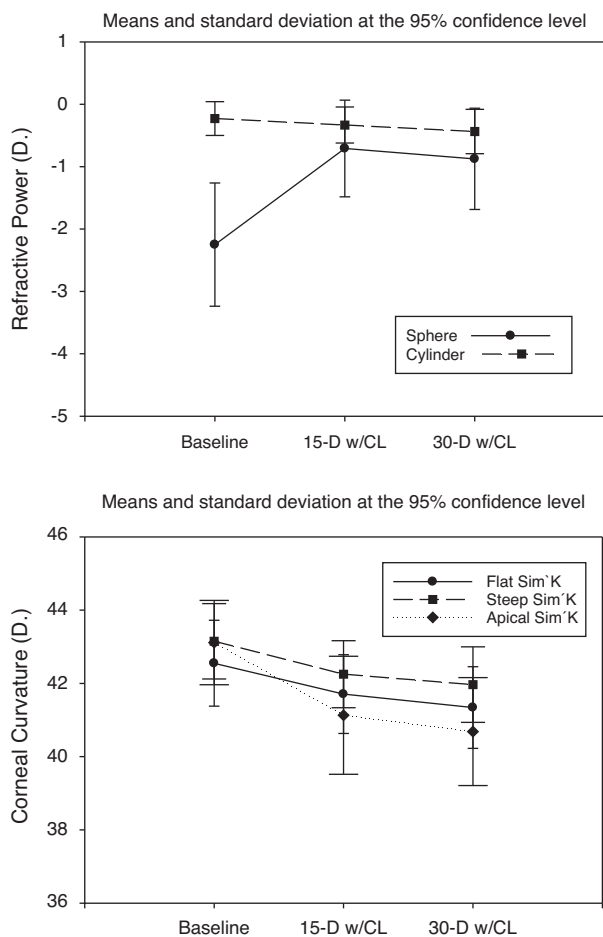 Means and standard deviation at the 95% confidence level
Refractive Power (D.)
1
0
-1
-2
-3
-4
-5
Sphere
Cylinder
Baseline 15-D w/CL 30-D w/CL
Means and standard deviation at the 95% confidence level
Corneal Curvature (D.)
46
44
42
40
38
36
Flat Sim`K
Steep Sim´K
Apical Sim´K
Baseline 15-D w/CL 30-D w/CL